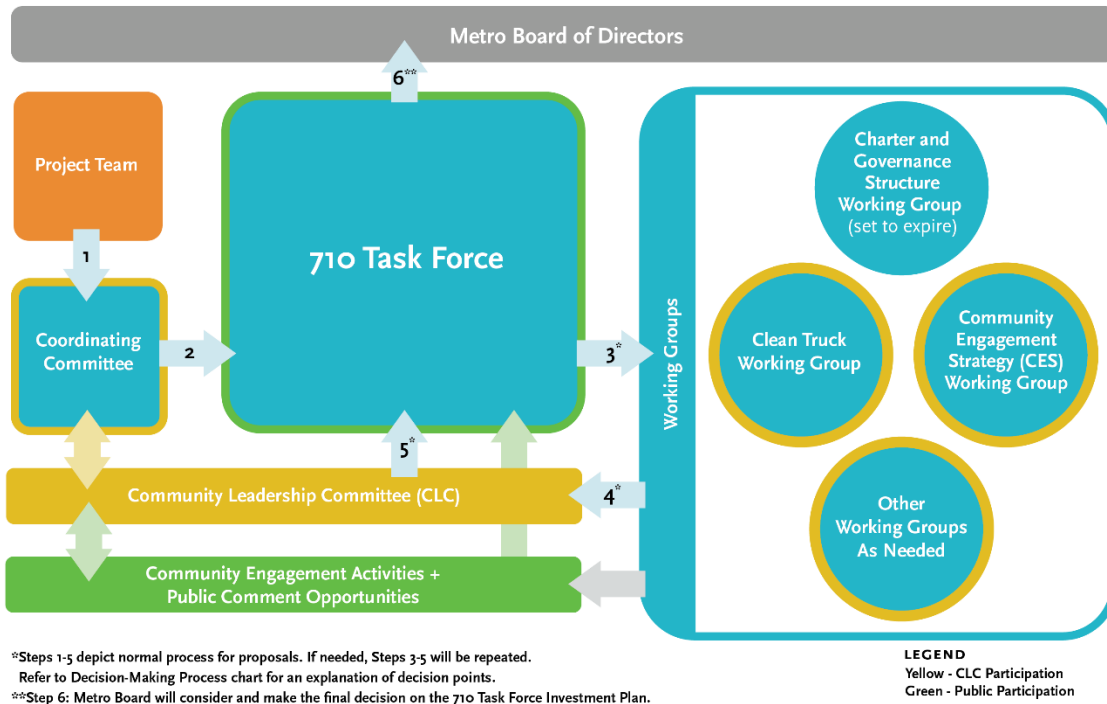 Metro Board of Directors
6**
Project Team
1
Coordinating
Committee
2
710 Task Force
3*
5*
Community Leadership Committee (CLC)
4*
Community Engagement Activities +
Public Comment Opportunities
Working Groups
Charter and
Governance
Structure
Working Group
(set to expire)
Clean Truck
Working Group
Community
Engagement
Strategy (CES)
Working Group
Other
Working Groups
As Needed
*Steps 1-5 depict normal process for proposals. If needed, Steps 3-5 will be repeated.
Refer to Decision-Making Process chart for an explanation of decision points.
**Step 6: Metro Board will consider and make the final decision on the 710 Task Force Investment Plan.
LEGEND
Yellow - CLC Participation
Green - Public Participation